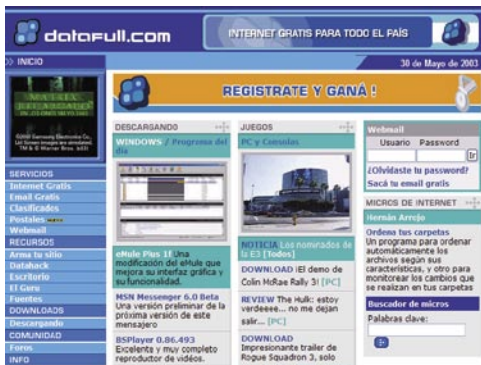 datafull.com
INTERNET GRATIS PARA TODO EL PAÍS
INICIO
30 de Mayo de 2003
REGISTRATE Y GANÁ !
SERVICIOS
Internet Gratis
Email Gratis
Clasificados
Postales
Webmail
RECURSOS
Arma tu sitio
Datahack
Escritorio
El Guru
Fuentes
DOWNLOADS
Descargando
COMUNIDAD
Foros
INFO
DESCARGANDO
WINDOWS / Programa del
día
eMule Plus 1f Una
modificación del eMule que
mejora su interfaz gráfica y
su funcionalidad.
MSN Messenger 6.0 Beta
Una versión preliminar de la
próxima versión de este
mensajero
BSPlayer 0.86.493
Excelente y muy completo
reproductor de vídeos.
JUEGOS
PC y Consolas
NOTICIA Los nominados de
la E3 [Todos]
DOWNLOAD ¡El demo de
Colin McRae Rally 3! [PC]
REVIEW The Hulk: estoy
verdeeee... no me dejan
salir... [PC]
DOWNLOAD
Impresionante trailer de
Rogue Squadron 3, solo
Webmail
Usuario Password
Ir
¿Olvidaste tu password?
Sacá tu email gratis
MICROS DE INTERNET
Hernán Arrejo
Ordena tus carpetas
Un programa para ordenar
automáticamente los
archivos según sus
características, y otro para
monitorear los cambios que
se realizan en tus carpetas
Buscador de micros
Palabras clave: